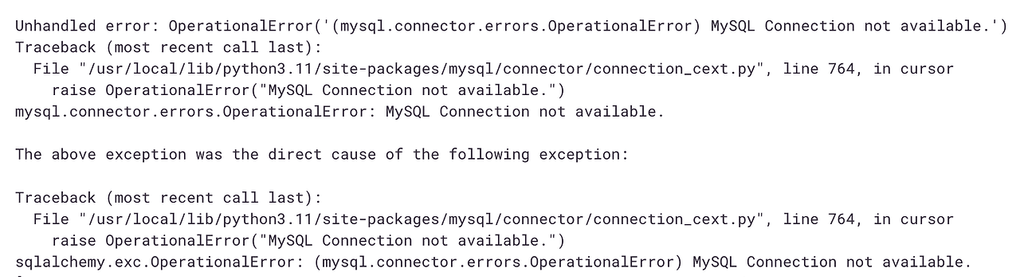 Unhandled error: OperationalError('(mysql.connector.errors.OperationalError) MySQL Connection not available.')
Traceback (most recent call last):
  File "/usr/local/lib/python3.11/site-packages/mysql/connector/connection_cext.py", line 764, in cursor
    raise OperationalError("MySQL Connection not available.")
mysql.connector.errors.OperationalError: MySQL Connection not available.

The above exception was the direct cause of the following exception:

Traceback (most recent call last):
  File "/usr/local/lib/python3.11/site-packages/mysql/connector/connection_cext.py", line 764, in cursor
    raise OperationalError("MySQL Connection not available.")
sqlalchemy.exc.OperationalError: (mysql.connector.errors.OperationalError) MySQL Connection not available.